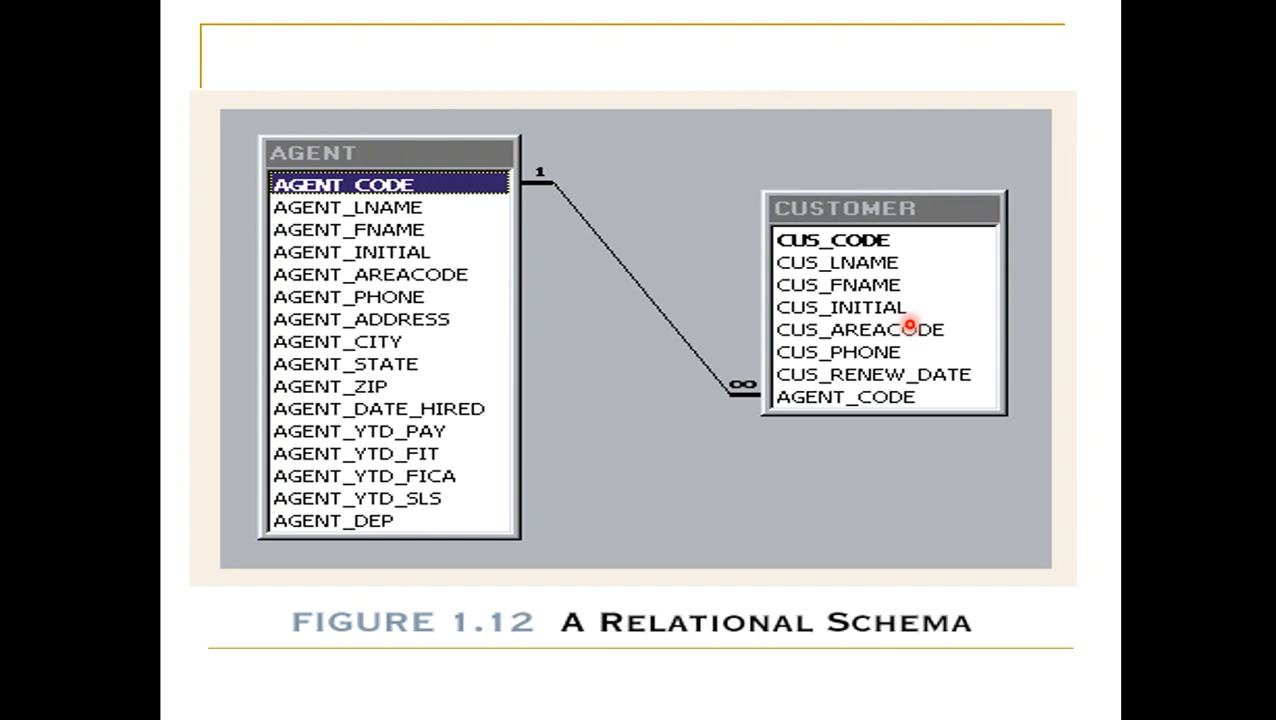 AGENT
AGENT_CODE
AGENT_LNAME
AGENT_FNAME
AGENT_INITIAL
AGENT_AREACODE
AGENT_PHONE
AGENT_ADDRESS
AGENT_CITY
AGENT_STATE
AGENT_ZIP
AGENT_DATE_HIRED
AGENT_YTD_PAY
AGENT_YTD_FIT
AGENT_YTD_FICA
AGENT_YTD_SLS
AGENT_DEP
1
∞
CUSTOMER
CUS_CODE
CUS_LNAME
CUS_FNAME
CUS_INITIAL
CUS_AREACODE
CUS_PHONE
CUS_RENEW_DATE
AGENT_CODE
FIGURE 1.12 A RELATIONAL SCHEMA